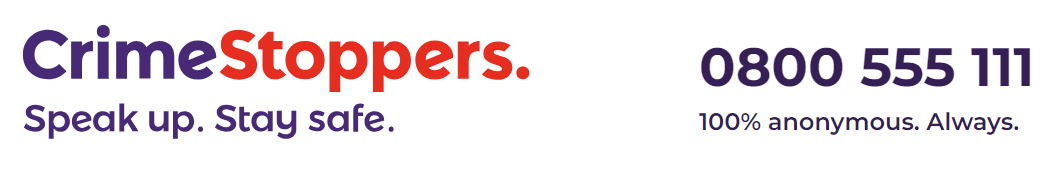 CrimeStoppers.
Speak up. Stay safe.
0800 555 111
100% anonymous. Always.